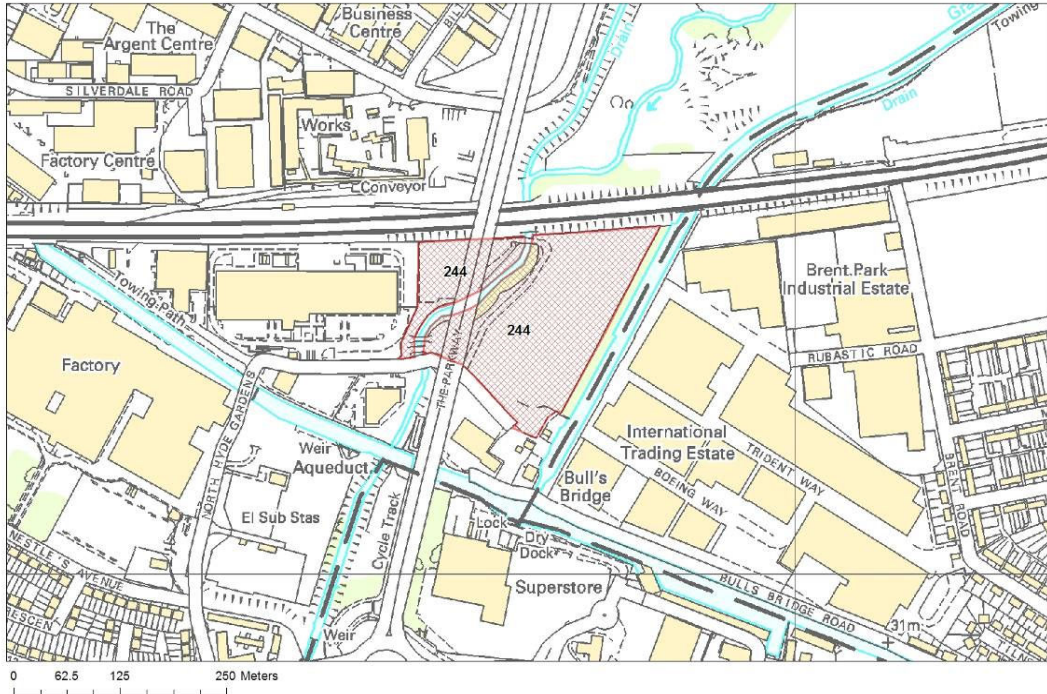 The
Argent Centre
Business
Centre
SILVERDALE ROAD
Works
Factory Centre
Conveyor
Drain
Towing
Drain
244
244
Towing Path
Factory
NORTH HYDE GARDENS
THE PARKWAY
Brent Park
Industrial Estate
RUBASTIC ROAD
International
Trading Estate
TRIDENT WAY
BOEING WAY
BRENT ROAD
Weir
Aqueduct
Bull's
Bridge
El Sub Stas
Cycle Track
Lock
Dry
Dock
Superstore
NESTLE'S AVENUE
BULLS BRIDGE ROAD
Weir
31m
0 62.5 125 250 Meters